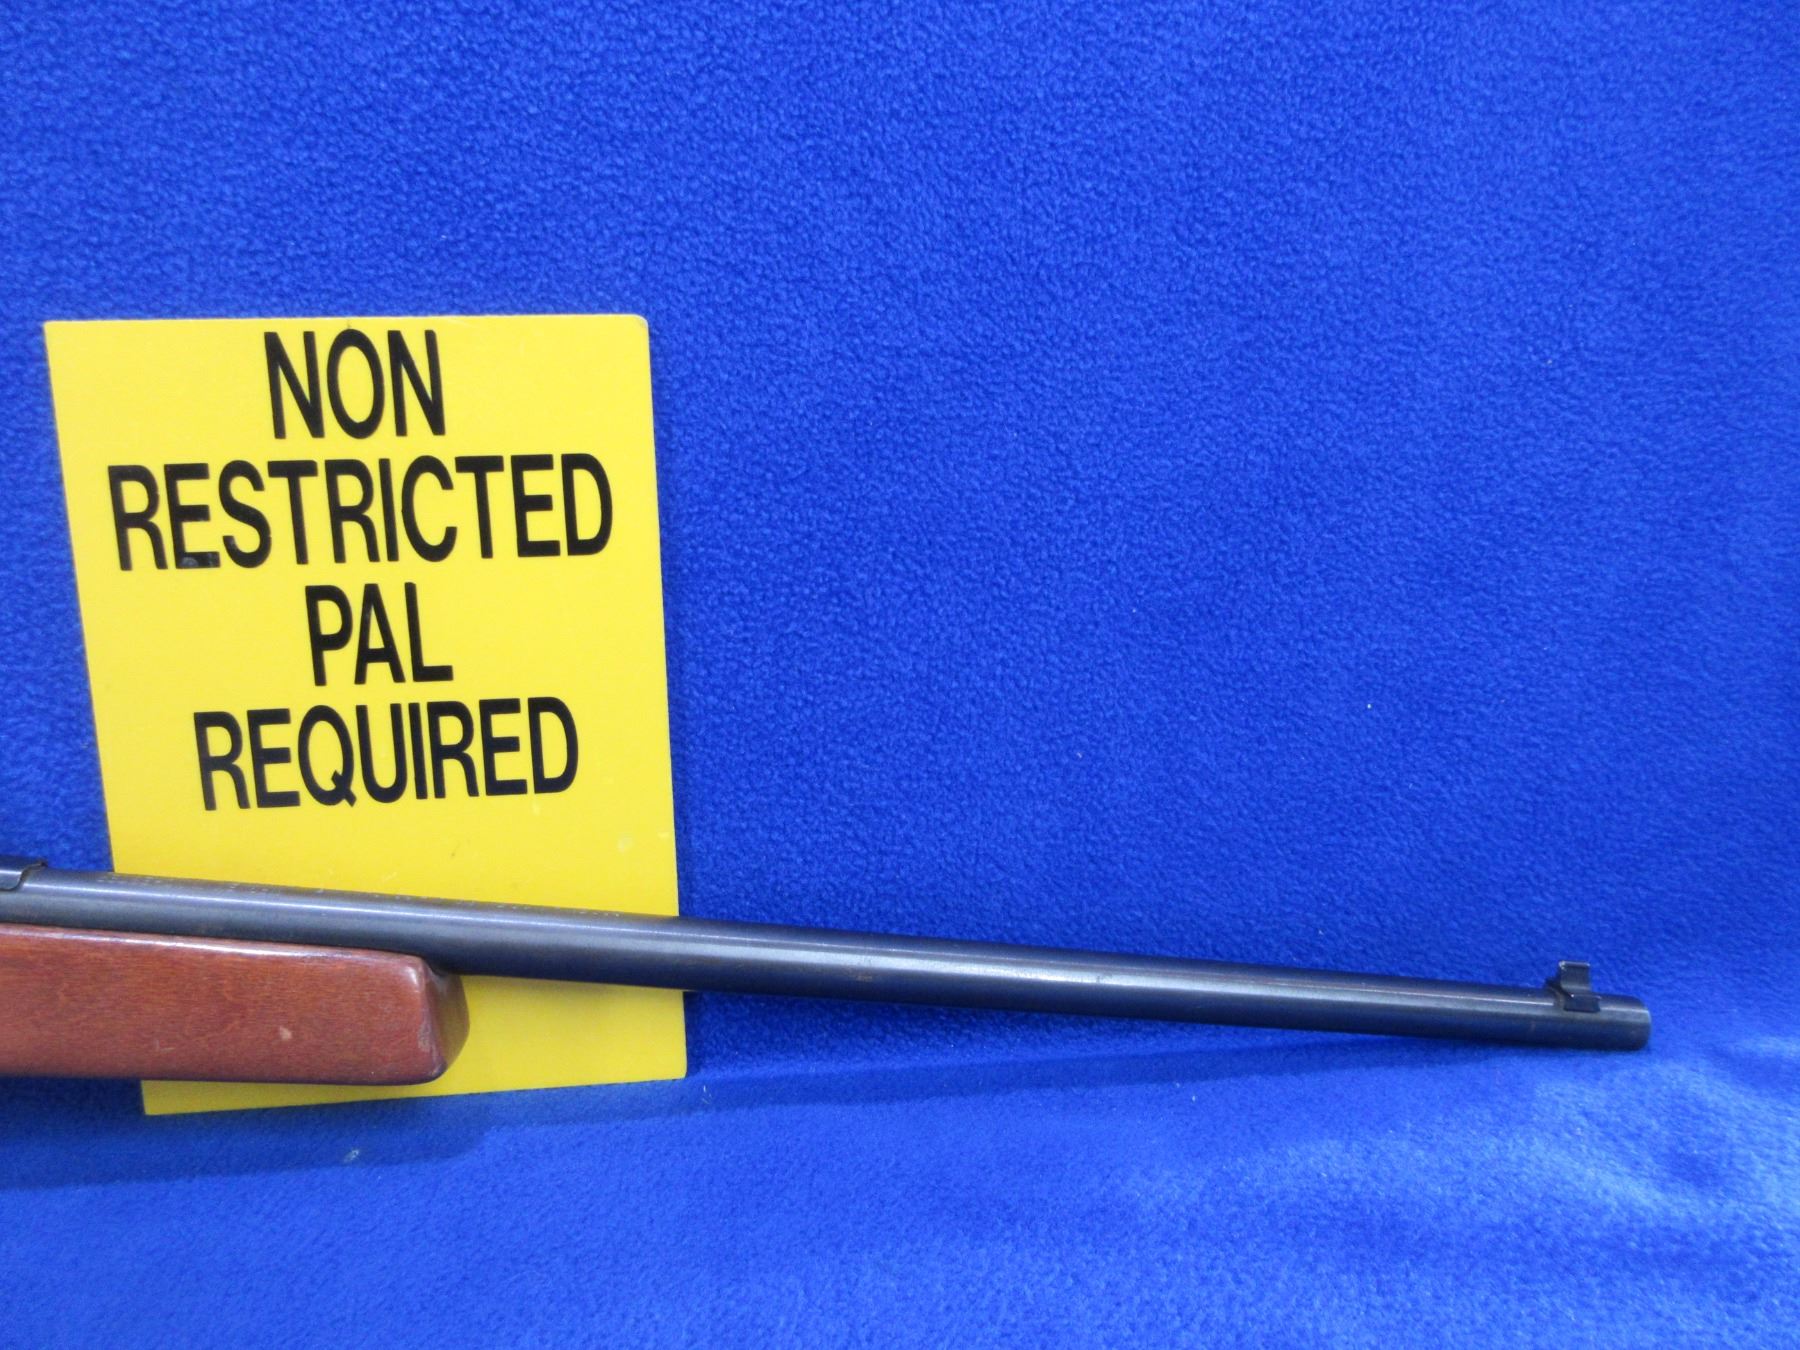 NON
RESTRICTED
PAL
REQUIRED